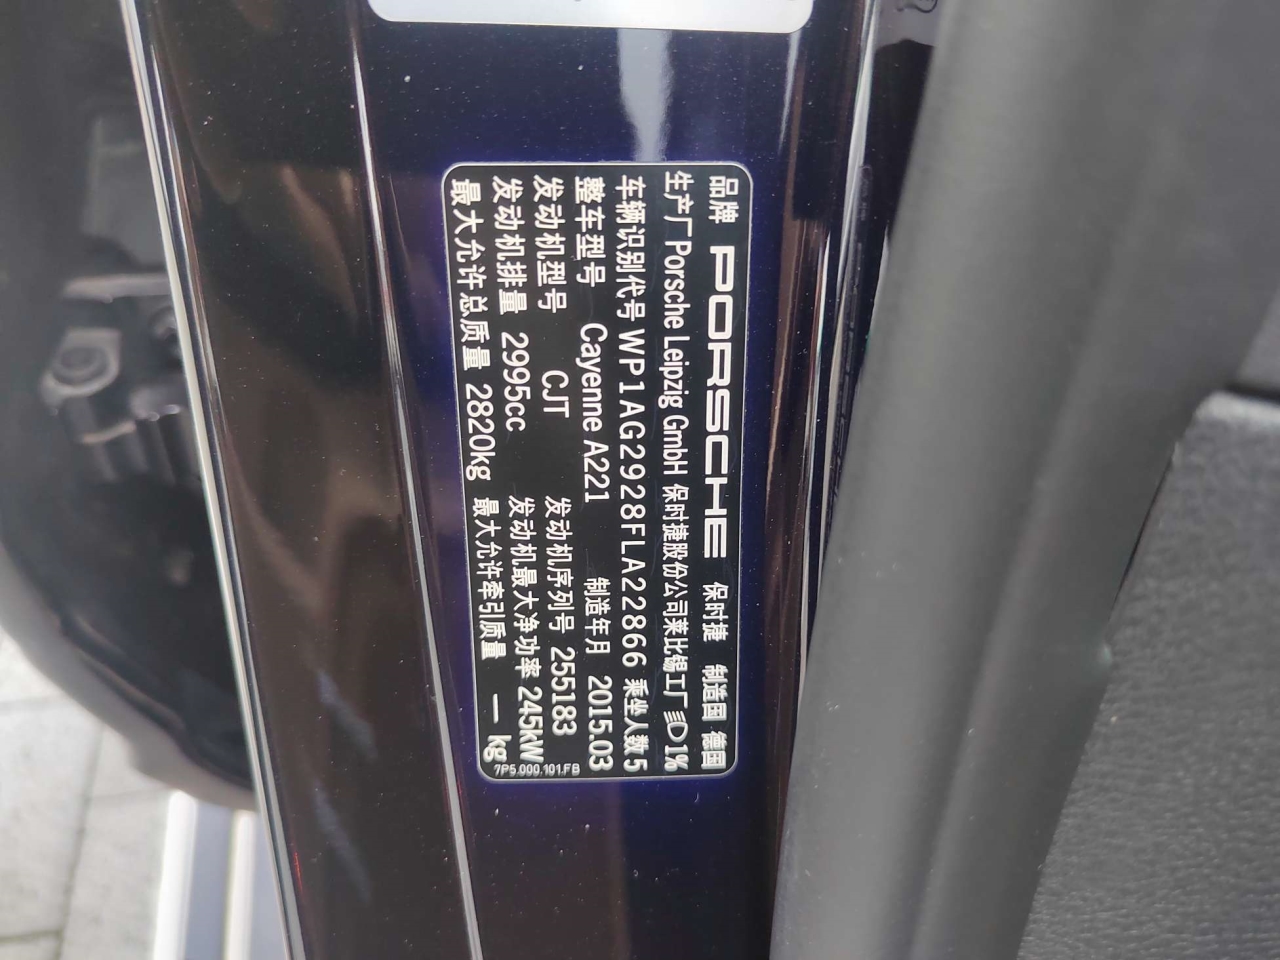 品牌 PORSCHE 保时捷 制造国 德国
生产厂 Porsche Leipzig GmbH 保时捷股份公司莱比锡工厂 1%
车辆识别代号 WP1AG2928FLA22866 乘坐人数 5
整车型号 Cayenne A221 制造年月 2015.03
发动机型号 CJT 发动机序列号 255183
发动机排量 2995cc 发动机最大净功率 245kW
最大允许总质量 2820kg 最大允许牵引质量 — kg
7P5.000.101.FB